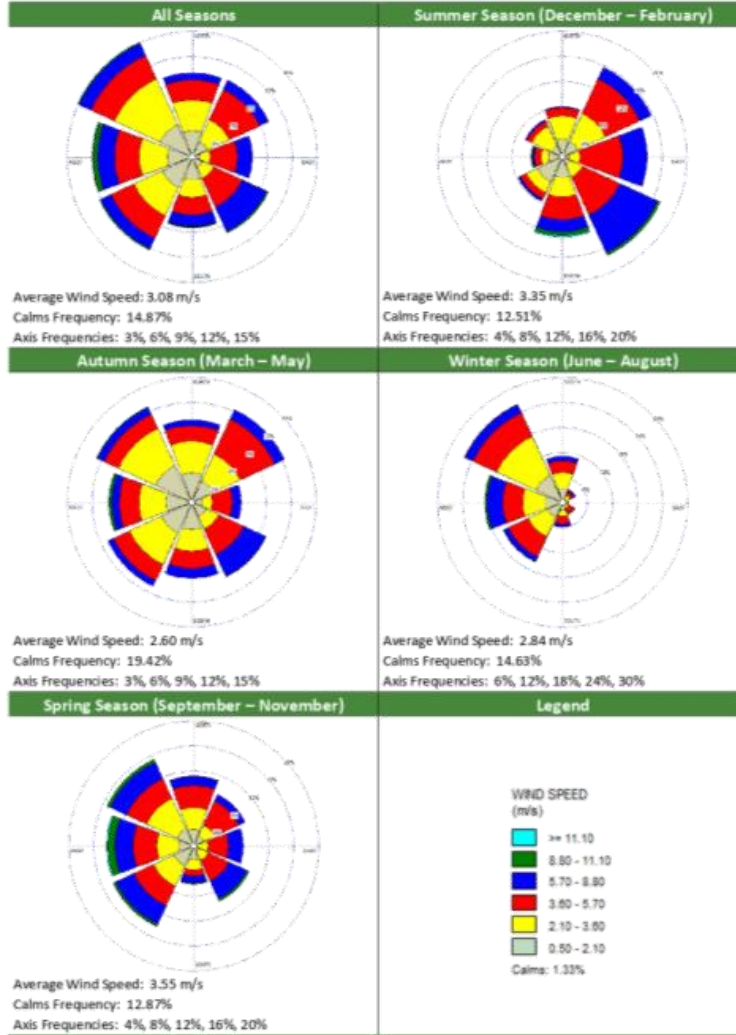 All Seasons
Summer Season (December – February)
Average Wind Speed: 3.08 m/s
Calms Frequency: 14.87%
Axis Frequencies: 3%, 6%, 9%, 12%, 15%
Average Wind Speed: 3.35 m/s
Calms Frequency: 12.51%
Axis Frequencies: 4%, 8%, 12%, 16%, 20%
Autumn Season (March – May)
Winter Season (June – August)
Average Wind Speed: 2.60 m/s
Calms Frequency: 19.42%
Axis Frequencies: 3%, 6%, 9%, 12%, 15%
Average Wind Speed: 2.84 m/s
Calms Frequency: 14.63%
Axis Frequencies: 6%, 12%, 18%, 24%, 30%
Spring Season (September – November)
Legend
Average Wind Speed: 3.55 m/s
Calms Frequency: 12.87%
Axis Frequencies: 4%, 8%, 12%, 16%, 20%
WIND SPEED
(m/s)
>= 11.10
8.80 - 11.10
5.70 - 8.80
3.60 - 5.70
2.10 - 3.60
0.50 - 2.10
Calms: 1.33%